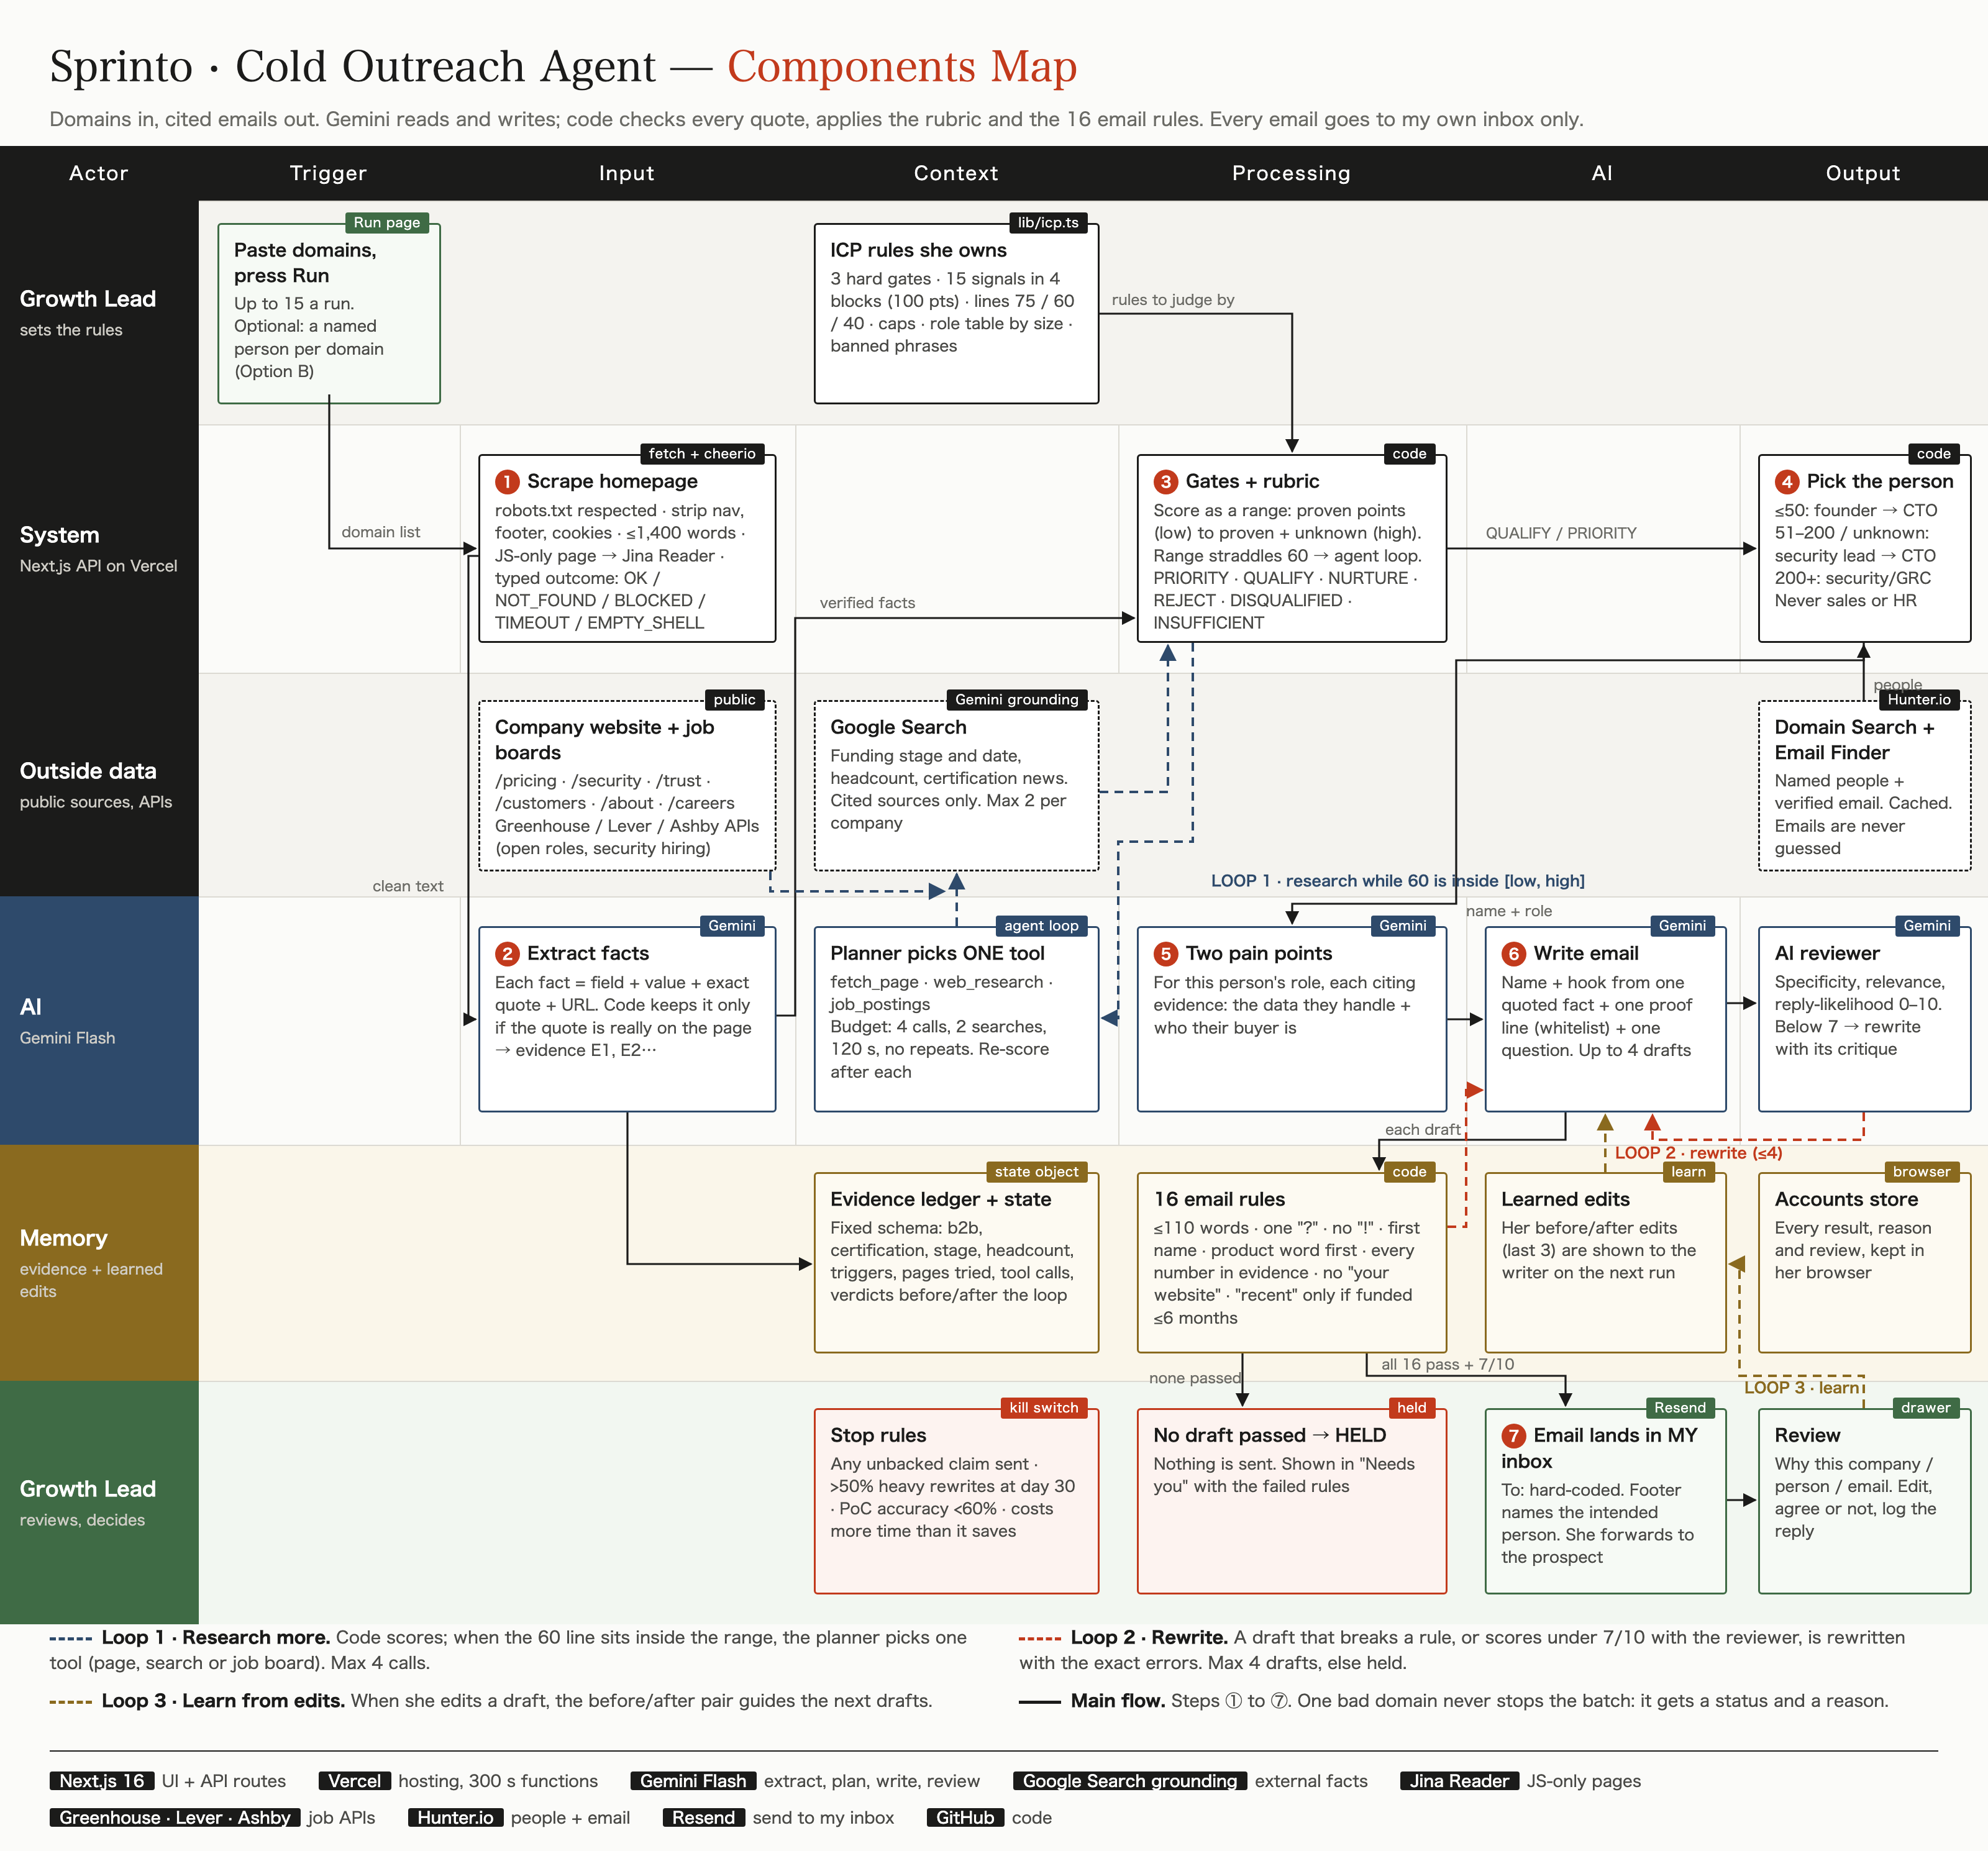 Sprinto · Cold Outreach Agent — Components Map
Domains in, cited emails out. Gemini reads and writes; code checks every quote, applies the rubric and the 16 email rules. Every email goes to my own inbox only.
Actor
Trigger
Input
Context
Processing
AI
Output
Growth Lead
sets the rules
Run page
Paste domains,
press Run
Up to 15 a run.
Optional: a named
person per domain
(Option B)
lib/icp.ts
ICP rules she owns
3 hard gates · 15 signals in 4
blocks (100 pts) · lines 75 / 60
/ 40 · caps · role table by size ·
banned phrases
rules to judge by
System
Next.js API on Vercel
domain list
fetch + cheerio
1 Scrape homepage
robots.txt respected · strip nav,
footer, cookies · ≤1,400 words ·
JS-only page → Jina Reader ·
typed outcome: OK /
NOT_FOUND / BLOCKED /
TIMEOUT / EMPTY_SHELL
verified facts
code
3 Gates + rubric
Score as a range: proven points
(low) to proven + unknown (high).
Range straddles 60 → agent loop.
PRIORITY · QUALIFY · NURTURE ·
REJECT · DISQUALIFIED ·
INSUFFICIENT
QUALIFY / PRIORITY
code
4 Pick the person
≤50: founder → CTO
51–200 / unknown:
security lead → CTO
200+: security/GRC
Never sales or HR
people
Outside data
public sources, APIs
public
Company website + job
boards
/pricing · /security · /trust ·
/customers · /about · /careers
Greenhouse / Lever / Ashby APIs
(open roles, security hiring)
Gemini grounding
Google Search
Funding stage and date,
headcount, certification news.
Cited sources only. Max 2 per
company
Hunter.io
Domain Search +
Email Finder
Named people +
verified email. Cached.
Emails are never
guessed
clean text
LOOP 1 · research while 60 is inside [low, high]
name + role
AI
Gemini Flash
Gemini
2 Extract facts
Each fact = field + value + exact
quote + URL. Code keeps it only
if the quote is really on the page
→ evidence E1, E2⋯
agent loop
Planner picks ONE tool
fetch_page · web_research ·
job_postings
Budget: 4 calls, 2 searches,
120 s, no repeats. Re-score
after each
Gemini
5 Two pain points
For this person's role, each citing
evidence: the data they handle +
who their buyer is
Gemini
6 Write email
Name + hook from one
quoted fact + one proof
line (whitelist) + one
question. Up to 4 drafts
Gemini
AI reviewer
Specificity, relevance,
reply-likelihood 0–10.
Below 7 → rewrite
with its critique
each draft
LOOP 2 · rewrite (≤4)
Memory
evidence + learned
edits
state object
Evidence ledger + state
Fixed schema: b2b,
certification, stage, headcount,
triggers, pages tried, tool calls,
verdicts before/after the loop
code
16 email rules
≤110 words · one "?" · no "!" · first
name · product word first · every
number in evidence · no "your
website" · "recent" only if funded
≤6 months
learn
Learned edits
Her before/after edits
(last 3) are shown to the
writer on the next run
browser
Accounts store
Every result, reason
and review, kept in
her browser
none passed
all 16 pass + 7/10
LOOP 3 · learn
Growth Lead
reviews, decides
kill switch
Stop rules
Any unbacked claim sent ·
>50% heavy rewrites at day 30
· PoC accuracy <60% · costs
more time than it saves
held
No draft passed → HELD
Nothing is sent. Shown in "Needs
you" with the failed rules
Resend
7 Email lands in MY
inbox
To: hard-coded. Footer
names the intended
person. She forwards to
the prospect
drawer
Review
Why this company /
person / email. Edit,
agree or not, log the
reply
Loop 1 · Research more. Code scores; when the 60 line sits inside the range, the planner picks one
tool (page, search or job board). Max 4 calls.
Loop 2 · Rewrite. A draft that breaks a rule, or scores under 7/10 with the reviewer, is rewritten
with the exact errors. Max 4 drafts, else held.
Loop 3 · Learn from edits. When she edits a draft, the before/after pair guides the next drafts.
Main flow. Steps ① to ⑦. One bad domain never stops the batch: it gets a status and a reason.
Next.js 16 UI + API routes
Vercel hosting, 300 s functions
Gemini Flash extract, plan, write, review
Google Search grounding external facts
Jina Reader JS-only pages
Greenhouse · Lever · Ashby job APIs
Hunter.io people + email
Resend send to my inbox
GitHub code